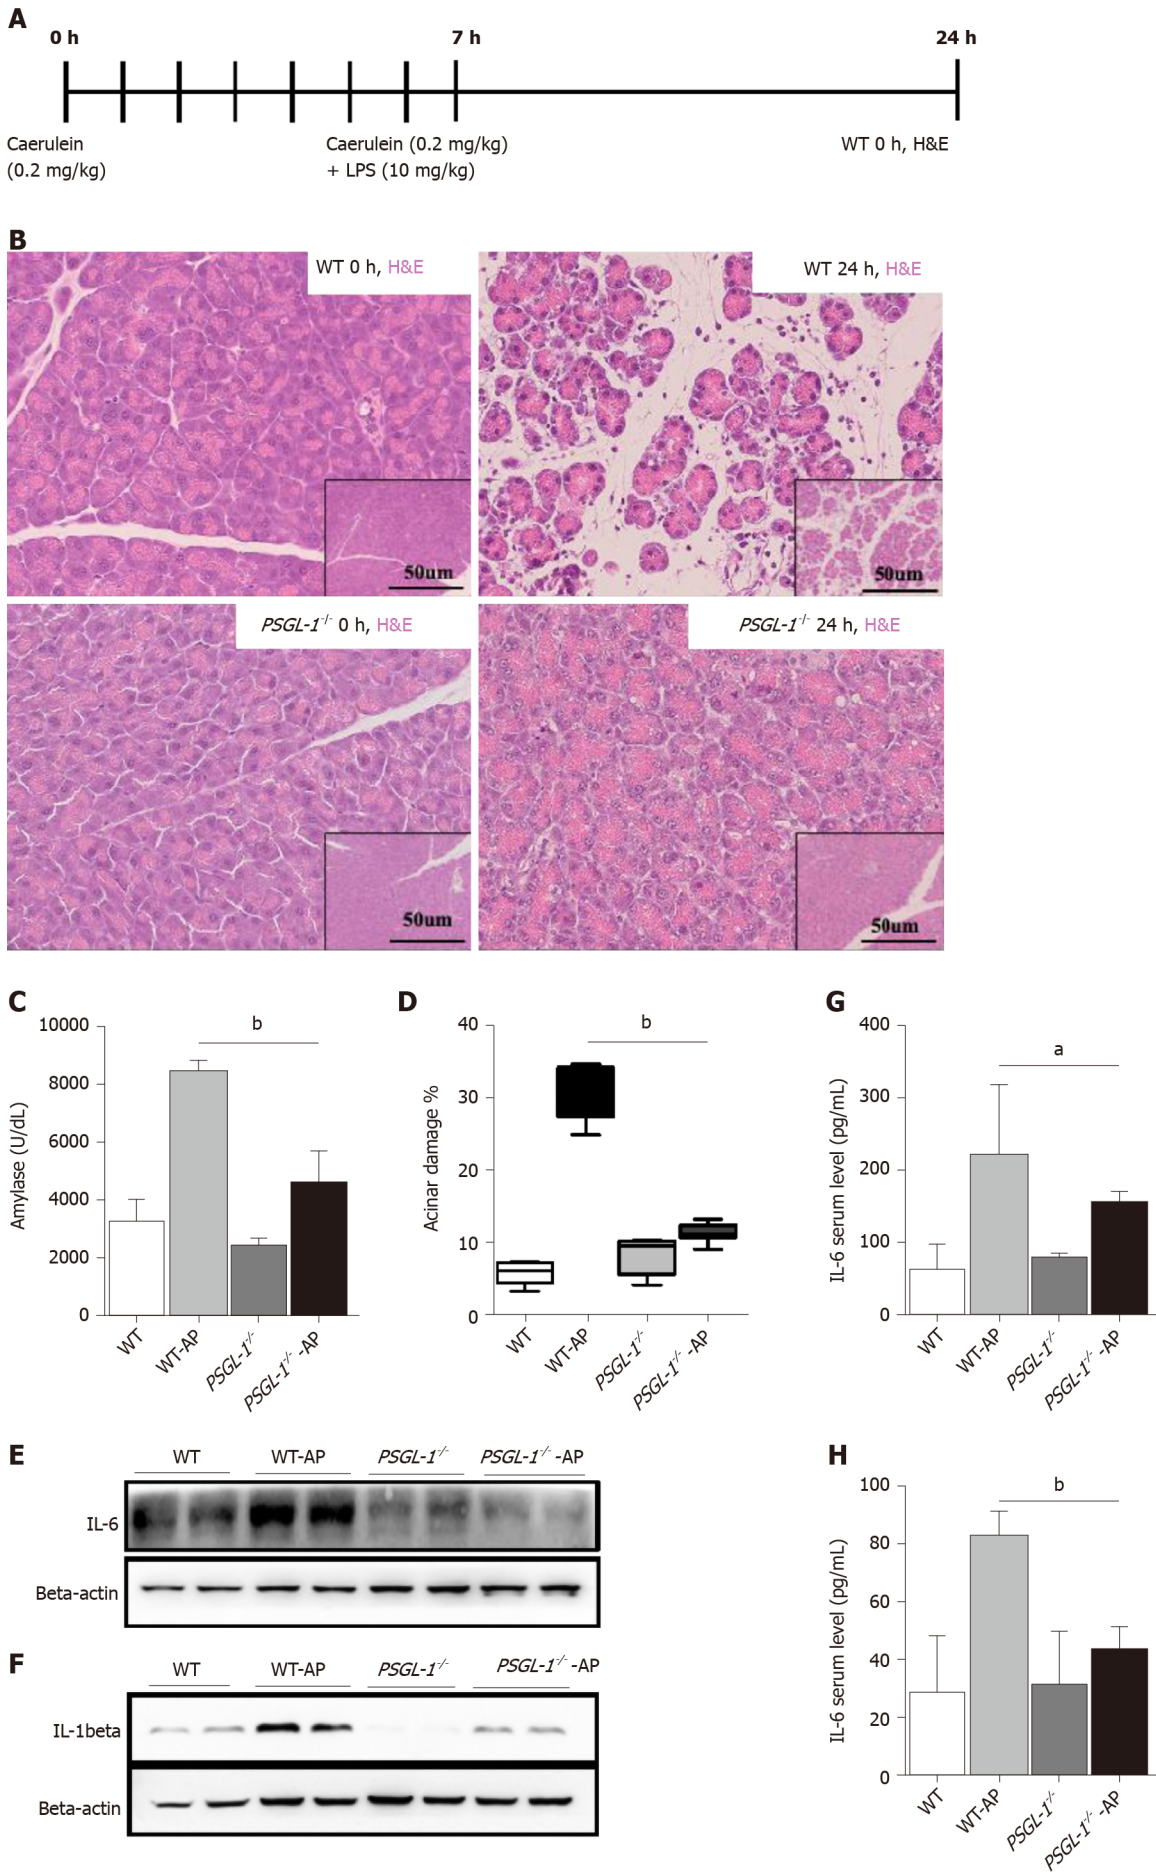 A
0 h 7 h 24 h
Caerulein
(0.2 mg/kg)
Caerulein (0.2 mg/kg)
+ LPS (10 mg/kg)
WT 0 h, H&E
B
WT 0 h, H&E
50um
WT 24 h, H&E
50um
PSGL-1-/- 0 h, H&E
50um
PSGL-1-/- 24 h, H&E
50um
C
Amylase (U/dL)
10000
8000
6000
4000
2000
0
b
WT
WT-AP
PSGL-1-/-
PSGL-1-/- -AP
D
Acinar damage %
40
30
20
10
0
b
WT
WT-AP
PSGL-1-/-
PSGL-1-/- -AP
G
IL-6 serum level (pg/mL)
400
300
200
100
0
a
WT
WT-AP
PSGL-1-/-
PSGL-1-/- -AP
E
WT WT-AP PSGL-1-/- PSGL-1-/- -AP
IL-6
Beta-actin
F
WT WT-AP PSGL-1-/- PSGL-1-/- -AP
IL-1beta
Beta-actin
H
IL-6 serum level (pg/mL)
100
80
60
40
20
0
b
WT
WT-AP
PSGL-1-/-
PSGL-1-/- -AP